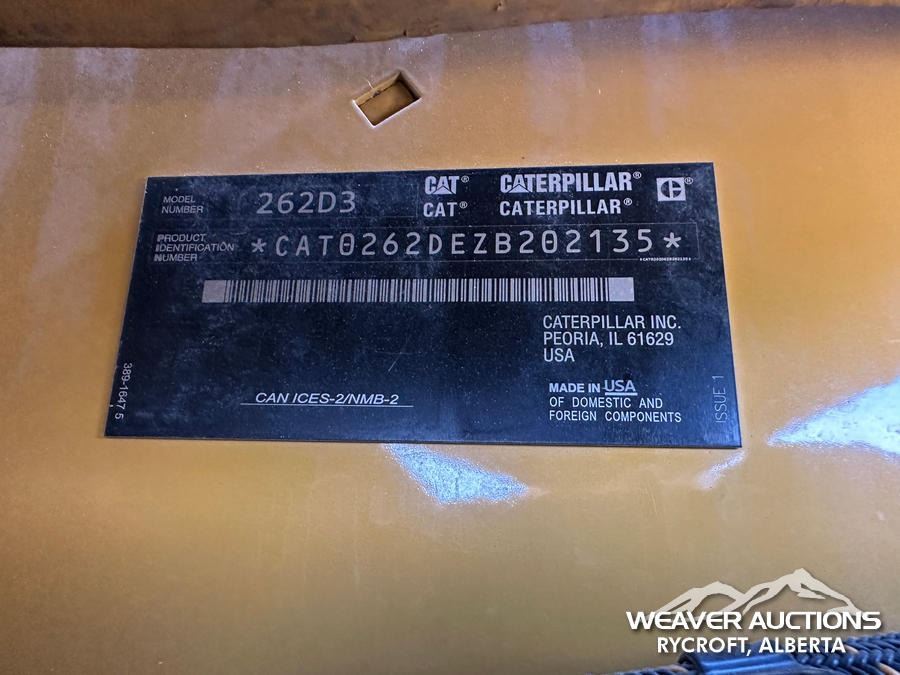 MODEL NUMBER 262D3
CAT® CATERPILLAR® C®
CAT® CATERPILLAR®
PRODUCT IDENTIFICATION NUMBER *CAT0262DEZB202135*
*CAT0262DEZB202135*
CATERPILLAR INC.
PEORIA, IL 61629
USA
389-1647 5
CAN ICES-2/NMB-2
MADE IN USA
OF DOMESTIC AND
FOREIGN COMPONENTS
ISSUE 1
WEAVER AUCTIONS
RYCROFT, ALBERTA